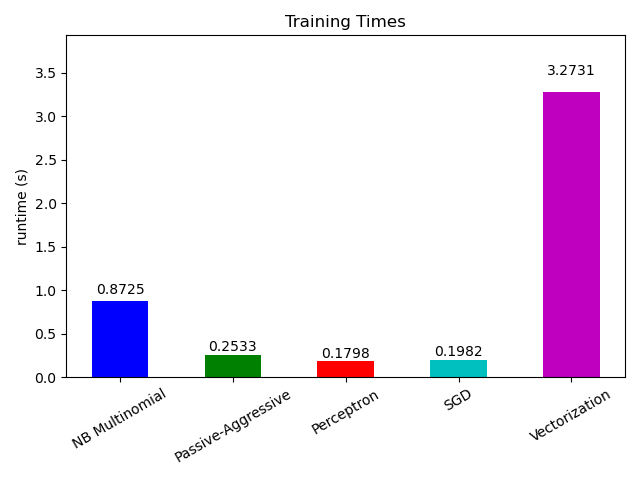 Training Times
runtime (s)
3.5
3.0
2.5
2.0
1.5
1.0
0.5
0.0
0.8725
0.2533
0.1798
0.1982
3.2731
NB Multinomial
Passive-Aggressive
Perceptron
SGD
Vectorization